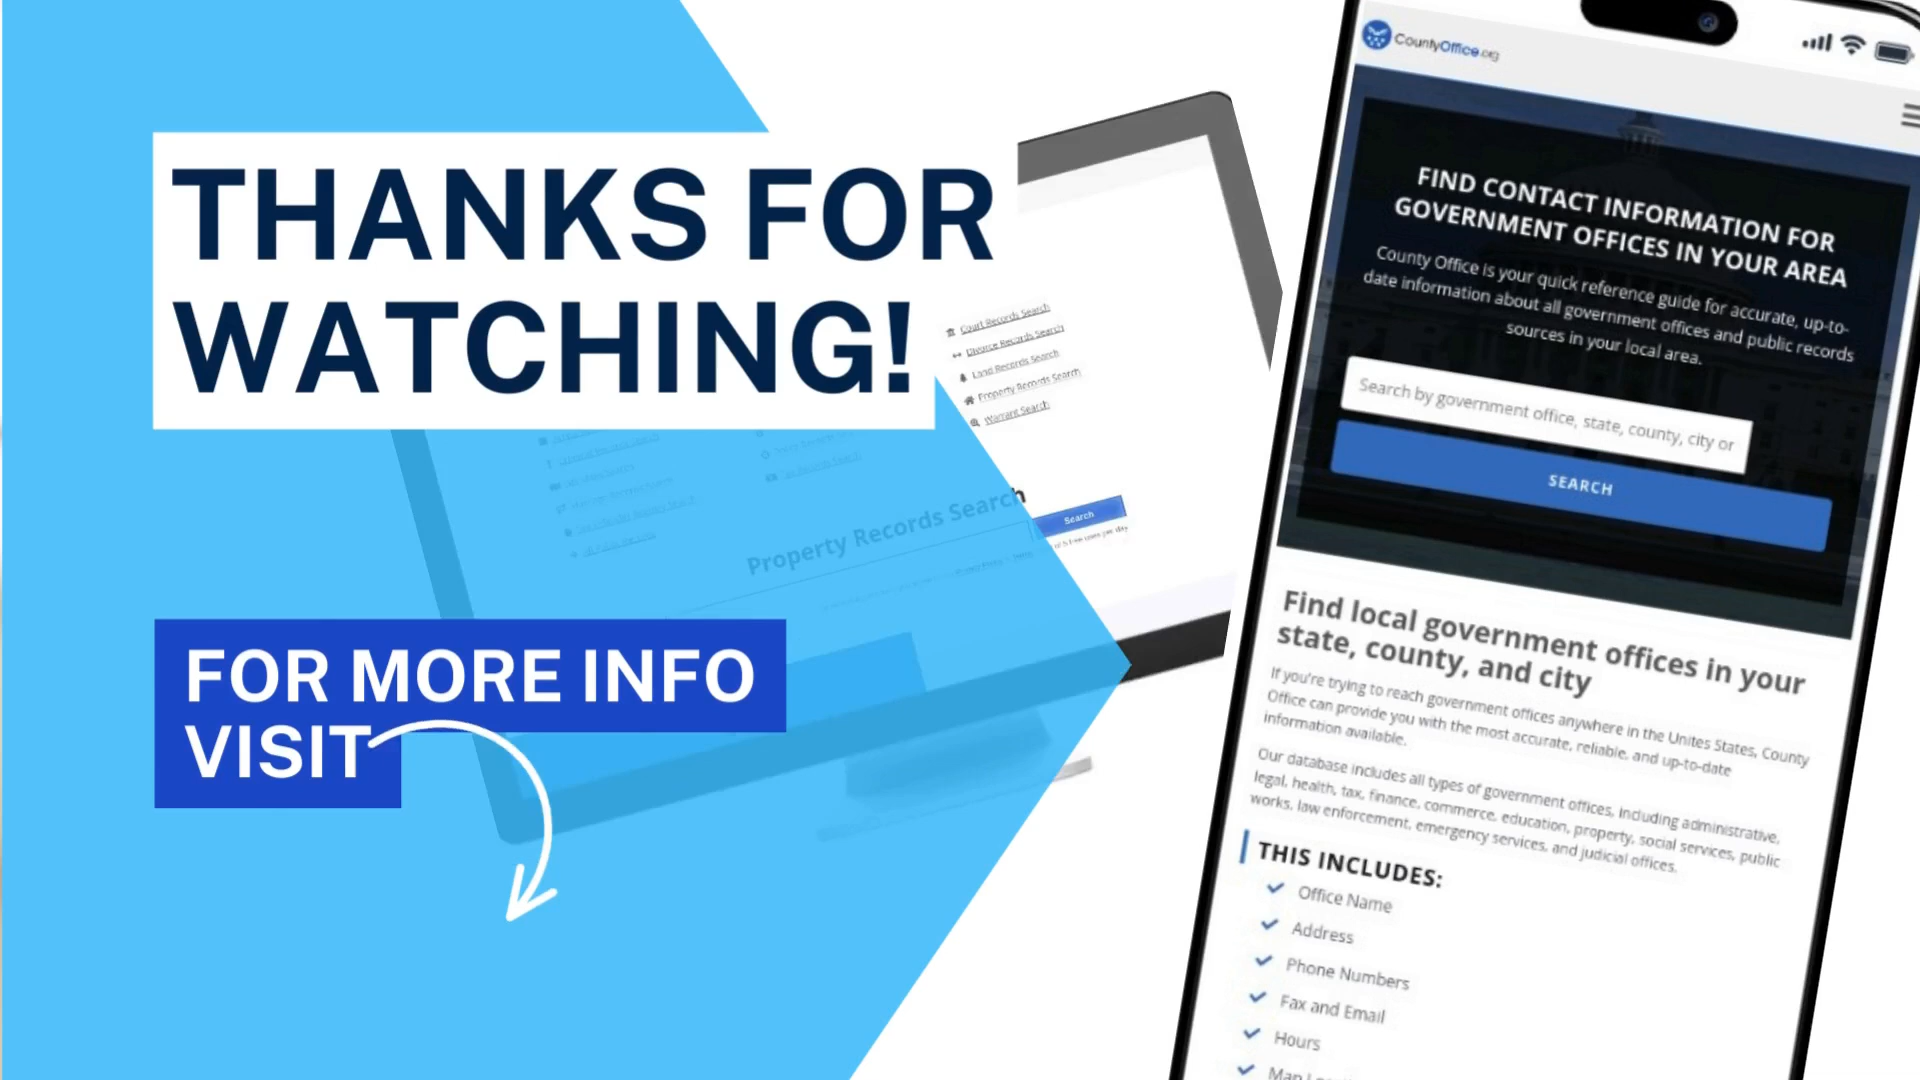 THANKS FOR
WATCHING!
FOR MORE INFO
VISIT
Court Records Search
Divorce Records Search
Land Records Search
Property Records Search
Warrant Search
Property Records Search
Search
CountyOffice.org
FIND CONTACT INFORMATION FOR
GOVERNMENT OFFICES IN YOUR AREA
County Office is your quick reference guide for accurate, up-to-
date information about all government offices and public records
sources in your local area.
Search by government office, state, county, city or
SEARCH
Find local government offices in your
state, county, and city
If you're trying to reach government offices anywhere in the Unites States, County
Office can provide you with the most accurate, reliable, and up-to-date
information available.
Our database includes all types of government offices, including administrative,
legal, health, tax, finance, commerce, education, property, social services, public
works, law enforcement, emergency services, and judicial offices.
THIS INCLUDES:
Office Name
Address
Phone Numbers
Fax and Email
Hours